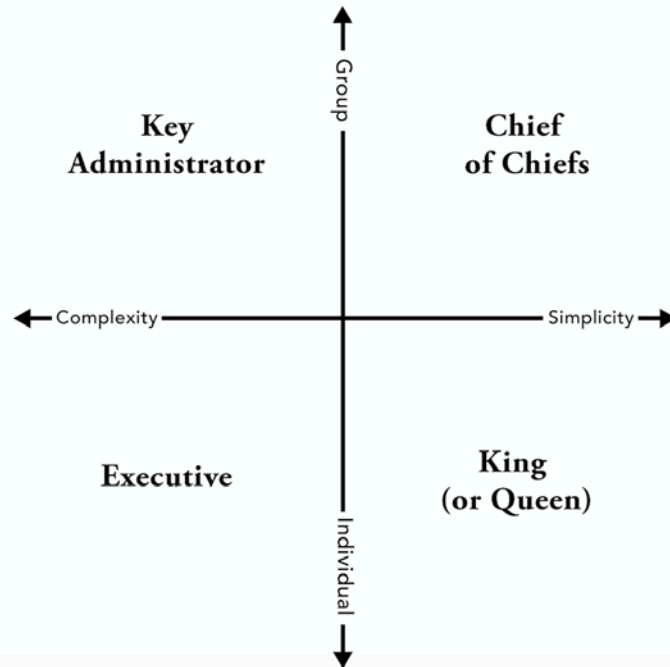 Group
Key
Administrator
Chief
of Chiefs
Complexity
Simplicity
Executive
King
(or Queen)
Individual